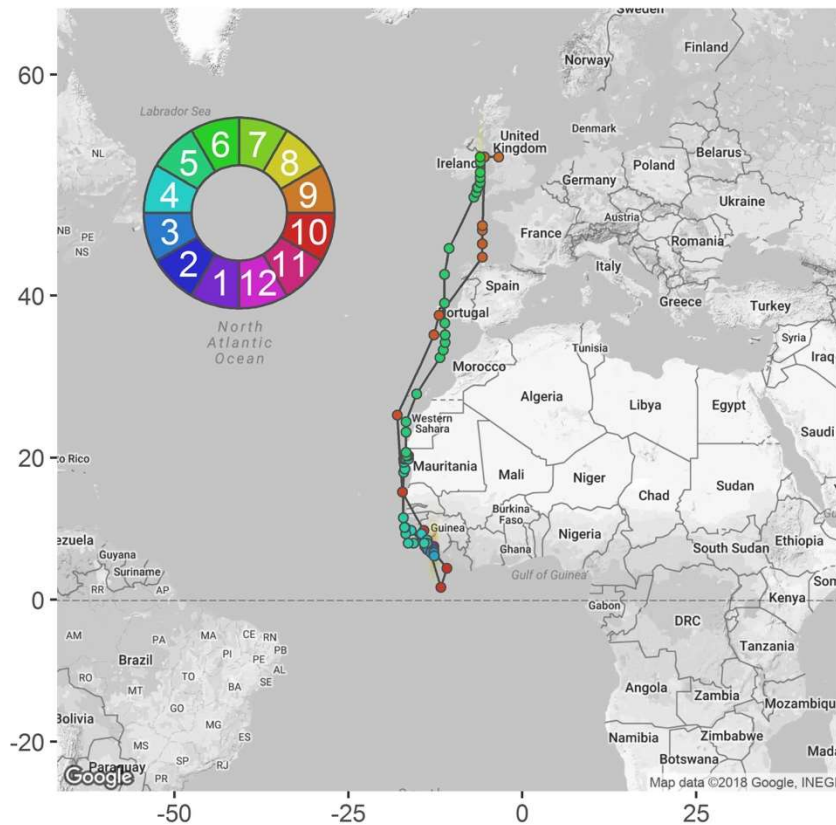 Sweden
60
Norway
Finland
Labrador Sea
6
7
5
8
4
9
3
10
2
11
1
12
NL
NB
PE
NS
United
Kingdom
Ireland
Denmark
Belarus
Poland
Germany
Ukraine
Austria
France
Romania
Italy
40
Spain
Greece
Turkey
Portugal
North
Atlantic
Ocean
Tunisia
Syria
Iraq
Morocco
Algeria
Libya
Egypt
Western
Sahara
Saudi
20
to Rico
Mauritania
Mali
Niger
Chad
Sudan
Burkina
Faso
Guinea
Nigeria
Ghana
Ethiopia
South Sudan
ezuela
Guyana
Suriname
Gulf of Guinea
Som
RR
AP
0
Gabon
Kenya
DRC
AM
PA
MA
CE
RN
PB
Brazil
PI
PE
AL
Tanzania
RO
TO
SE
MT
BA
Angola
Zambia
Mozambique
GO
Bolivia
MG
ES
Namibia
Zimbabwe
Mada
-20
MS
SP
RJ
Botswana
Paraguay
PR
Google
Map data ©2018 Google, INEGI
-50
-25
0
25